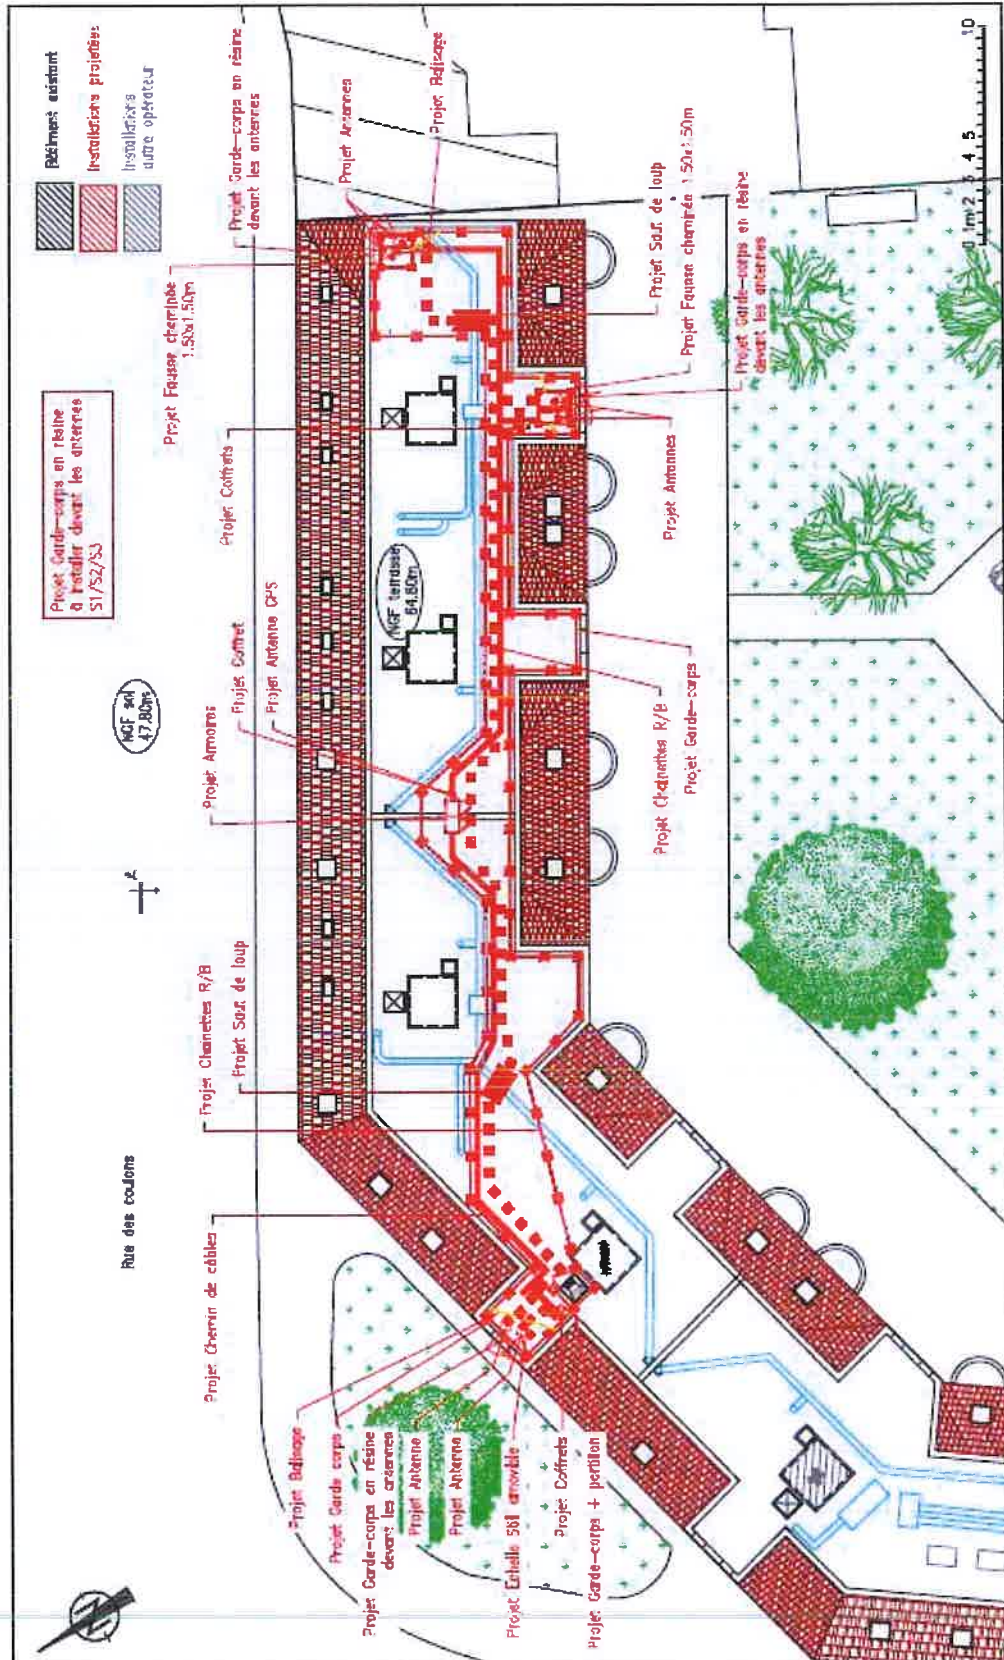 Bâtiment existant
Installations projetées
Installations
autre opérateur
Projet Garde-corps en résine
à installer devant les antennes
S1/S2/S3
NGF sol
47.80m
Rue des coulons
Projet Balisage
Projet Garde corps
Projet Garde-corps en résine
devant les antennes
Projet Antenne
Projet Antenne
Projet Echelle 561 amovible
Projet Coffrets
Projet Garde-corps + portillon
Projet Chemin de câbles
Projet Chainettes R/B
Projet Saut de loup
Projet Armoires
Projet Coffret
Projet Antenne GPS
Projet Coffrets
Projet Fausse cheminée
1.50x1.50m
Projet Garde-corps en résine
devant les antennes
Projet Antennes
Projet Balisage
NGF terrasse
64.80m
Projet Chainettes R/B
Projet Garde-corps
Projet Saut de loup
Projet Fausse cheminée 1.50x1.50m
Projet Garde-corps en résine
devant les antennes
Projet Antennes
0 1m 2 3 4 5 10